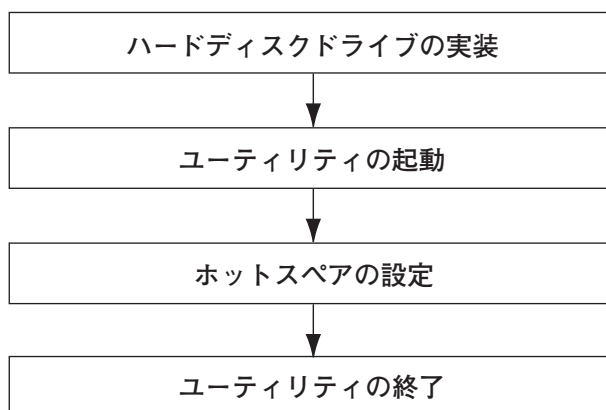 ハードディスクドライブの実装
ユーティリティの起動
ホットスペアの設定
ユーティリティの終了